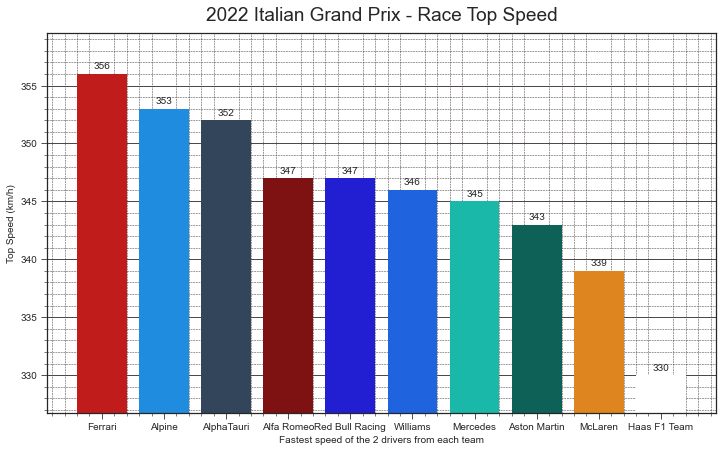 2022 Italian Grand Prix - Race Top Speed
356
353
352
347
347
346
345
343
339
330
355
350
345
340
335
330
Top Speed (km/h)
Ferrari
Alpine
AlphaTauri
Alfa Romeo
Red Bull Racing
Williams
Mercedes
Aston Martin
McLaren
Haas F1 Team
Fastest speed of the 2 drivers from each team